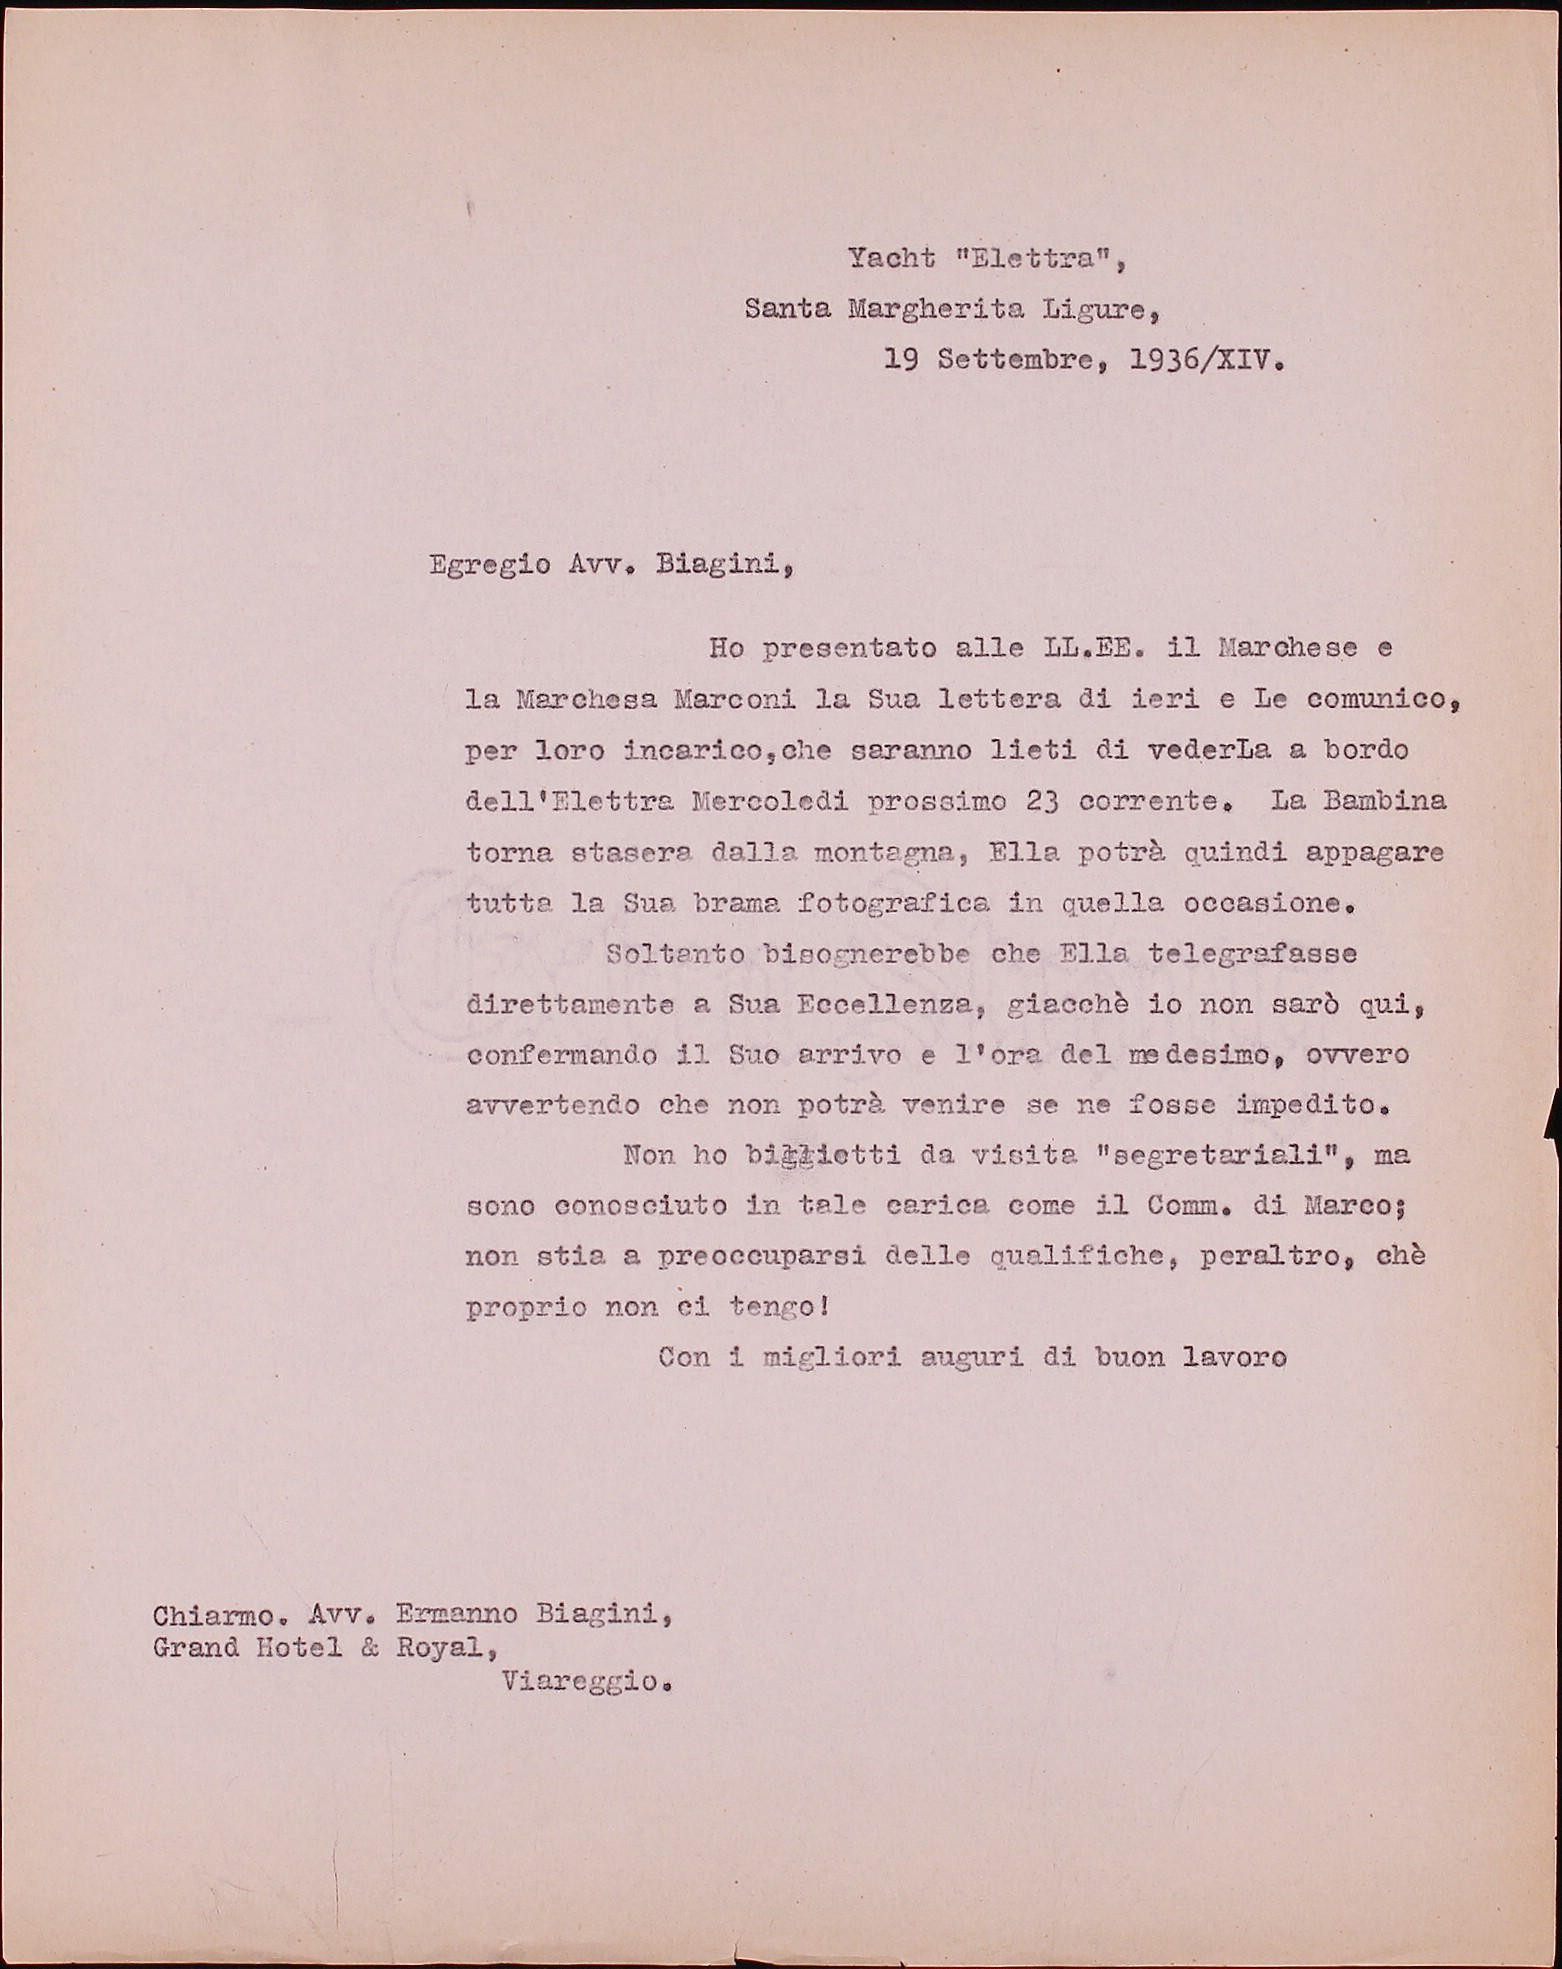 Yacht "Elettra",
Santa Margherita Ligure,
19 Settembre, 1936/XIV.
Egregio Avv. Biagini,
Ho presentato alle LL.EE. il Marchese e
la Marchesa Marconi la Sua lettera di ieri e Le comunico,
per loro incarico,che saranno lieti di vederLa a bordo
dell'Elettra Mercoledi prossimo 23 corrente. La Bambina
torna stasera dalla montagna, Ella potrà quindi appagare
tutta la Sua brama fotografica in quella occasione.
Soltanto bisognerebbe che Ella telegrafasse
direttamente a Sua Eccellenza, giacchè io non sarò qui,
confermando il Suo arrivo e l'ora del medesimo, ovvero
avvertendo che non potrà venire se ne fosse impedito.
Non ho biglietti da visita "segretariali", ma
sono conosciuto in tale carica come il Comm. di Marco;
non stia a preoccuparsi delle qualifiche, peraltro, chè
proprio non ci tengo!
Con i migliori auguri di buon lavoro
Chiarmo. Avv. Ermanno Biagini,
Grand Hotel & Royal,
Viareggio.